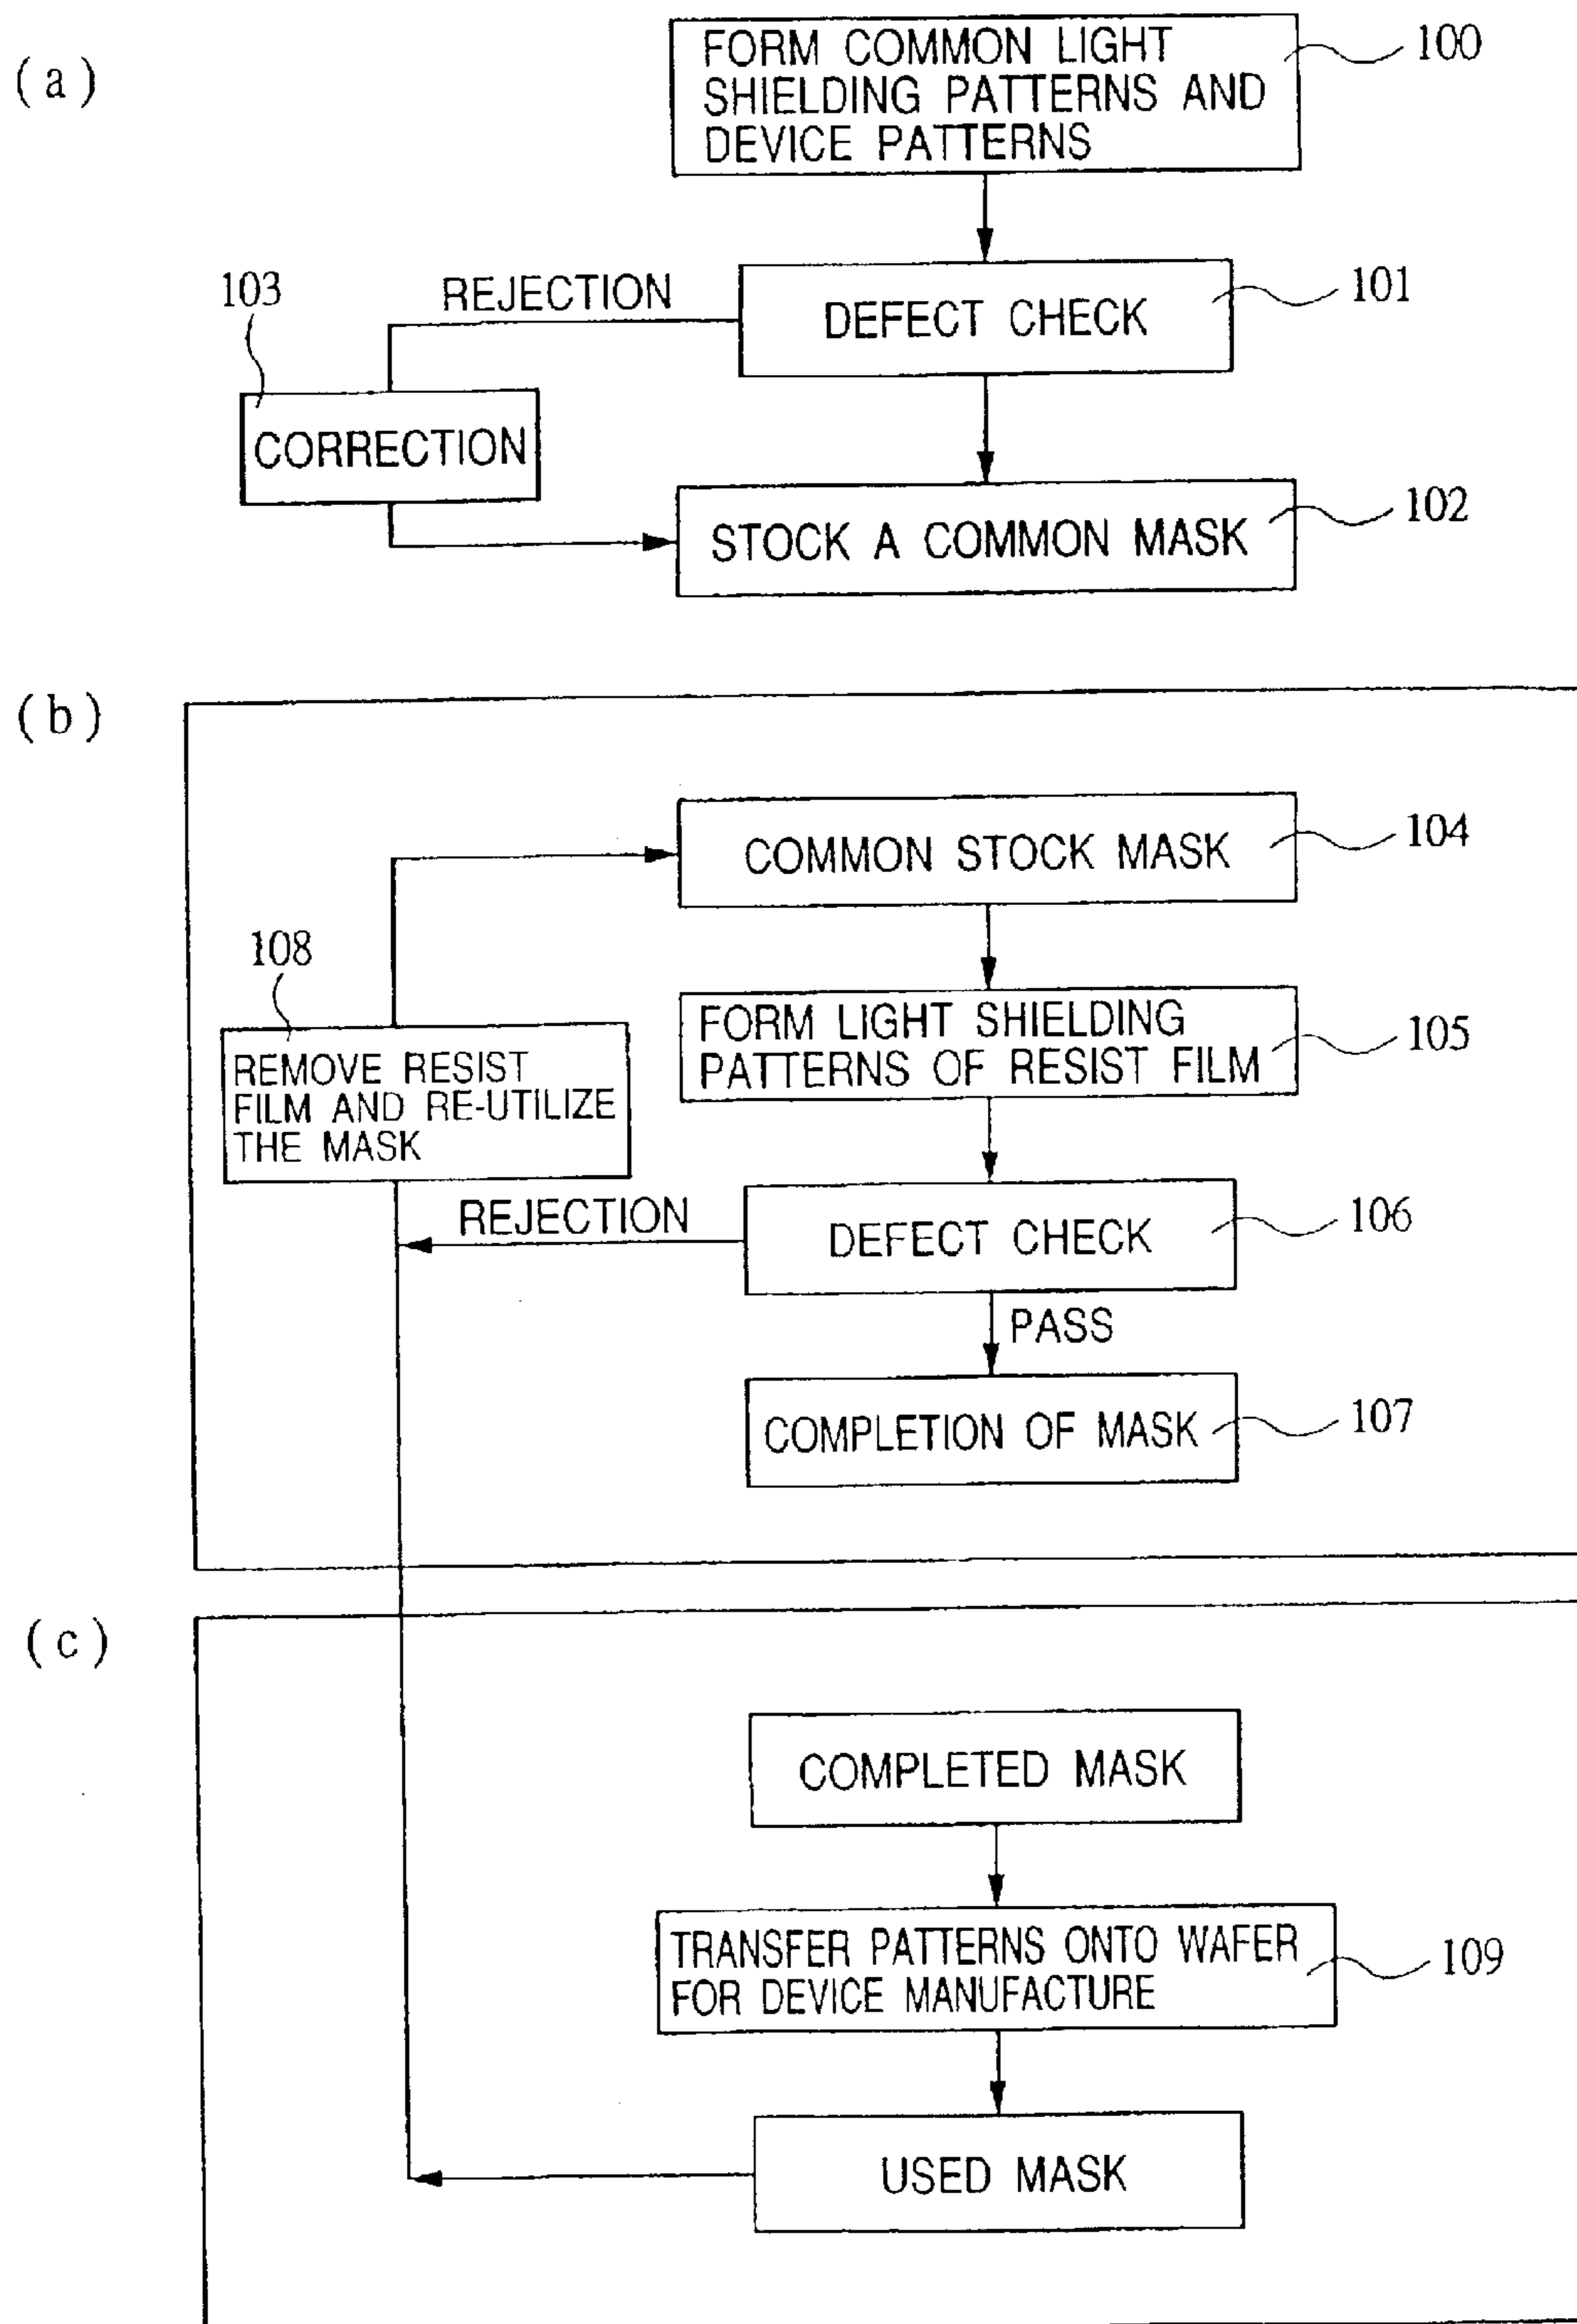 (a)
FORM COMMON LIGHT
SHIELDING PATTERNS AND
DEVICE PATTERNS
100
103
REJECTION
DEFECT CHECK
101
CORRECTION
STOCK A COMMON MASK
102
(b)
COMMON STOCK MASK
104
108
FORM LIGHT SHIELDING
PATTERNS OF RESIST FILM
105
REMOVE RESIST
FILM AND RE-UTILIZE
THE MASK
REJECTION
DEFECT CHECK
106
PASS
COMPLETION OF MASK
107
(c)
COMPLETED MASK
TRANSFER PATTERNS ONTO WAFER
FOR DEVICE MANUFACTURE
109
USED MASK